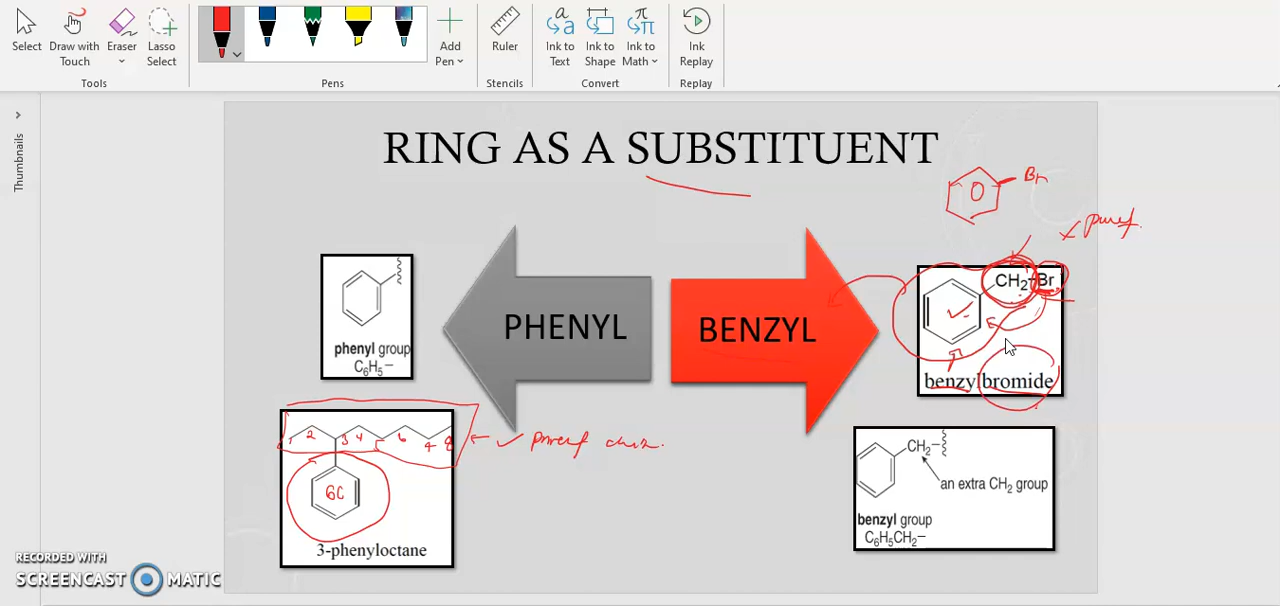 Select
Draw with Touch
Eraser
Lasso Select
Tools
Pens
Add Pen
Ruler
Stencils
Ink to Text
Ink to Shape
Ink to Math
Convert
Ink Replay
Replay
Thumbnails
RING AS A SUBSTITUENT
Br
PHENYL
BENZYL
phenyl group
C₆H₅–
CH₂–Br
benzyl bromide
1 2 3 4 5 6 7 8
6C
3-phenyloctane
CH₂
an extra CH₂ group
benzyl group
C₆H₅CH₂–
RECORDED WITH
SCREENCAST MATIC